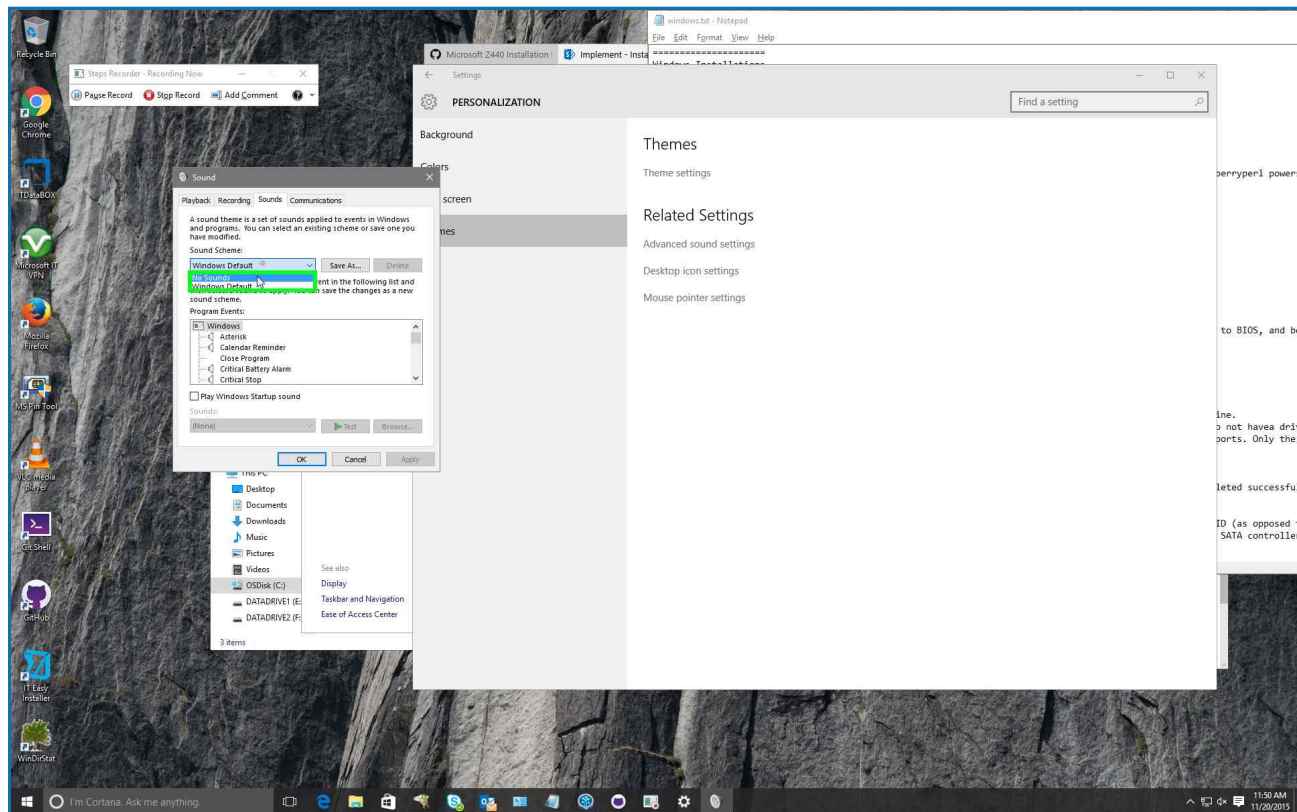 Recycle Bin
Google
Chrome
TDataBOX
Microsoft IT
VPN
Mozilla
Firefox
MS Pin Tool
VLC media
player
Git Shell
GitHub
IT Easy
Installer
WinDirStat
Steps Recorder - Recording Now
Pause Record Stop Record Add Comment
windows.txt - Notepad
File Edit Format View Help
=====================
Windows Installations
Microsoft Z440 Installation
Implement - Insta
Settings
PERSONALIZATION
Find a setting
Background
Colors
screen
Themes
Theme settings
Related Settings
Advanced sound settings
Desktop icon settings
Mouse pointer settings
Sound
Playback Recording Sounds Communications
A sound theme is a set of sounds applied to events in Windows
and programs. You can select an existing scheme or save one you
have modified.
Sound Scheme:
Windows Default Save As... Delete
No Sounds
Windows Default
ent in the following list and
save the changes as a new
sound scheme.
Program Events:
Windows
Asterisk
Calendar Reminder
Close Program
Critical Battery Alarm
Critical Stop
Play Windows Startup sound
Sounds:
(None) Test Browse...
OK Cancel Apply
This PC
Desktop
Documents
Downloads
Music
Pictures
Videos
OSDisk (C:)
DATADRIVE1 (E:
DATADRIVE2 (F:
3 items
See also
Display
Taskbar and Navigation
Ease of Access Center
berryperl power
to BIOS, and b
ine.
o not havea dri
ports. Only the
leted successfu
ID (as opposed
SATA controlle
I'm Cortana. Ask me anything.
11:50 AM
11/20/2015